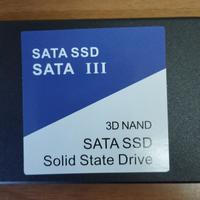 SATA SSD
SATA III
3D NAND
SATA SSD
Solid State Drive